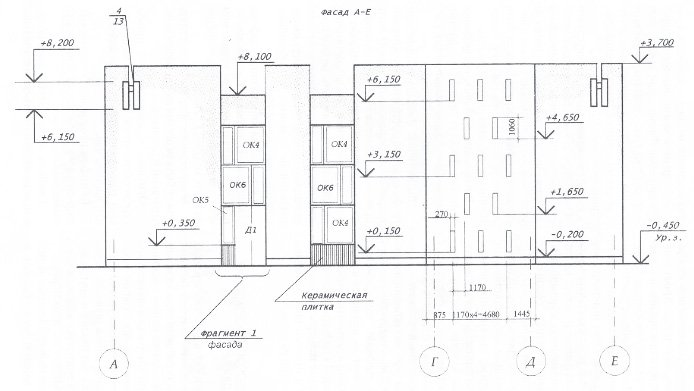 Фасад А-Е
4
13
+8,200
+8,100
+3,700
+6,150
+6,150
+4,650
1060
ОК4
ОК4
ОК6
ОК6
+3,150
ОК5
+1,650
270
+0,350
Д1
ОК4
+0,150
-0,200
-0,450
Ур.з.
1170
Керамическая
плитка
875
1170х4=4680
1445
Фрагмент 1
фасада
А
Г
Д
Е